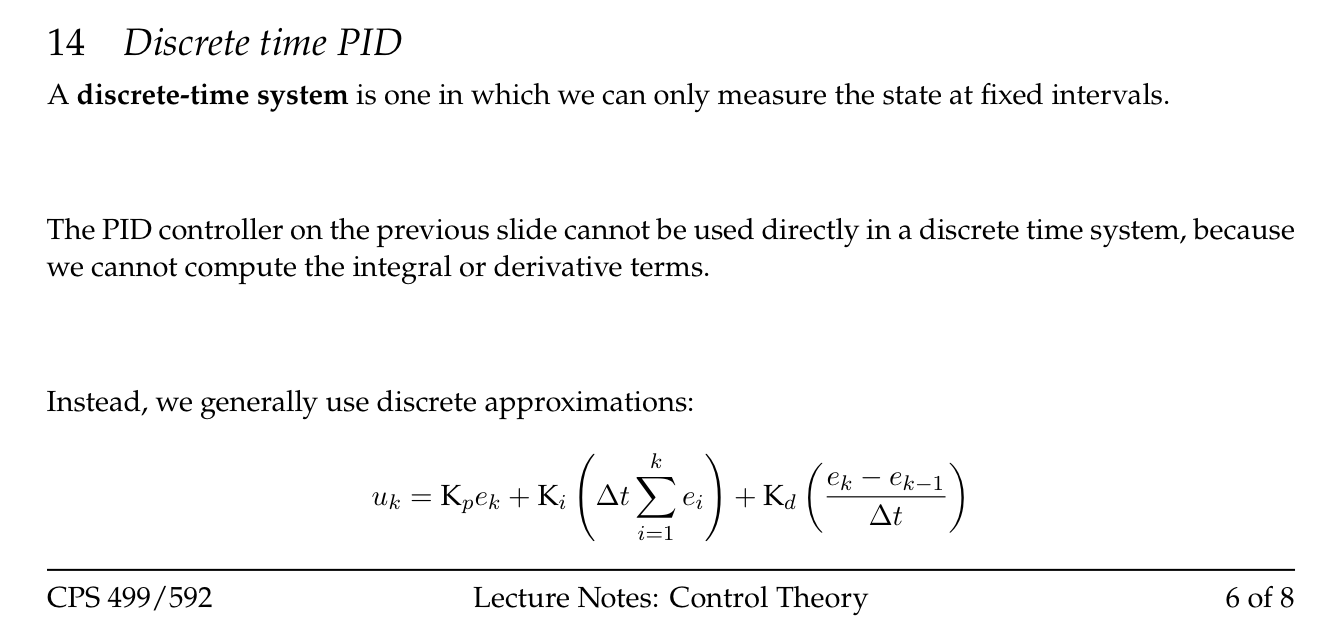 14 Discrete time PID
A discrete-time system is one in which we can only measure the state at fixed intervals.
The PID controller on the previous slide cannot be used directly in a discrete time system, because
we cannot compute the integral or derivative terms.
Instead, we generally use discrete approximations:
$u_k = \mathrm{K}_p e_k + \mathrm{K}_i \left( \Delta t \sum_{i=1}^{k} e_i \right) + \mathrm{K}_d \left( \frac{e_k - e_{k-1}}{\Delta t} \right)$
CPS 499/592 Lecture Notes: Control Theory 6 of 8